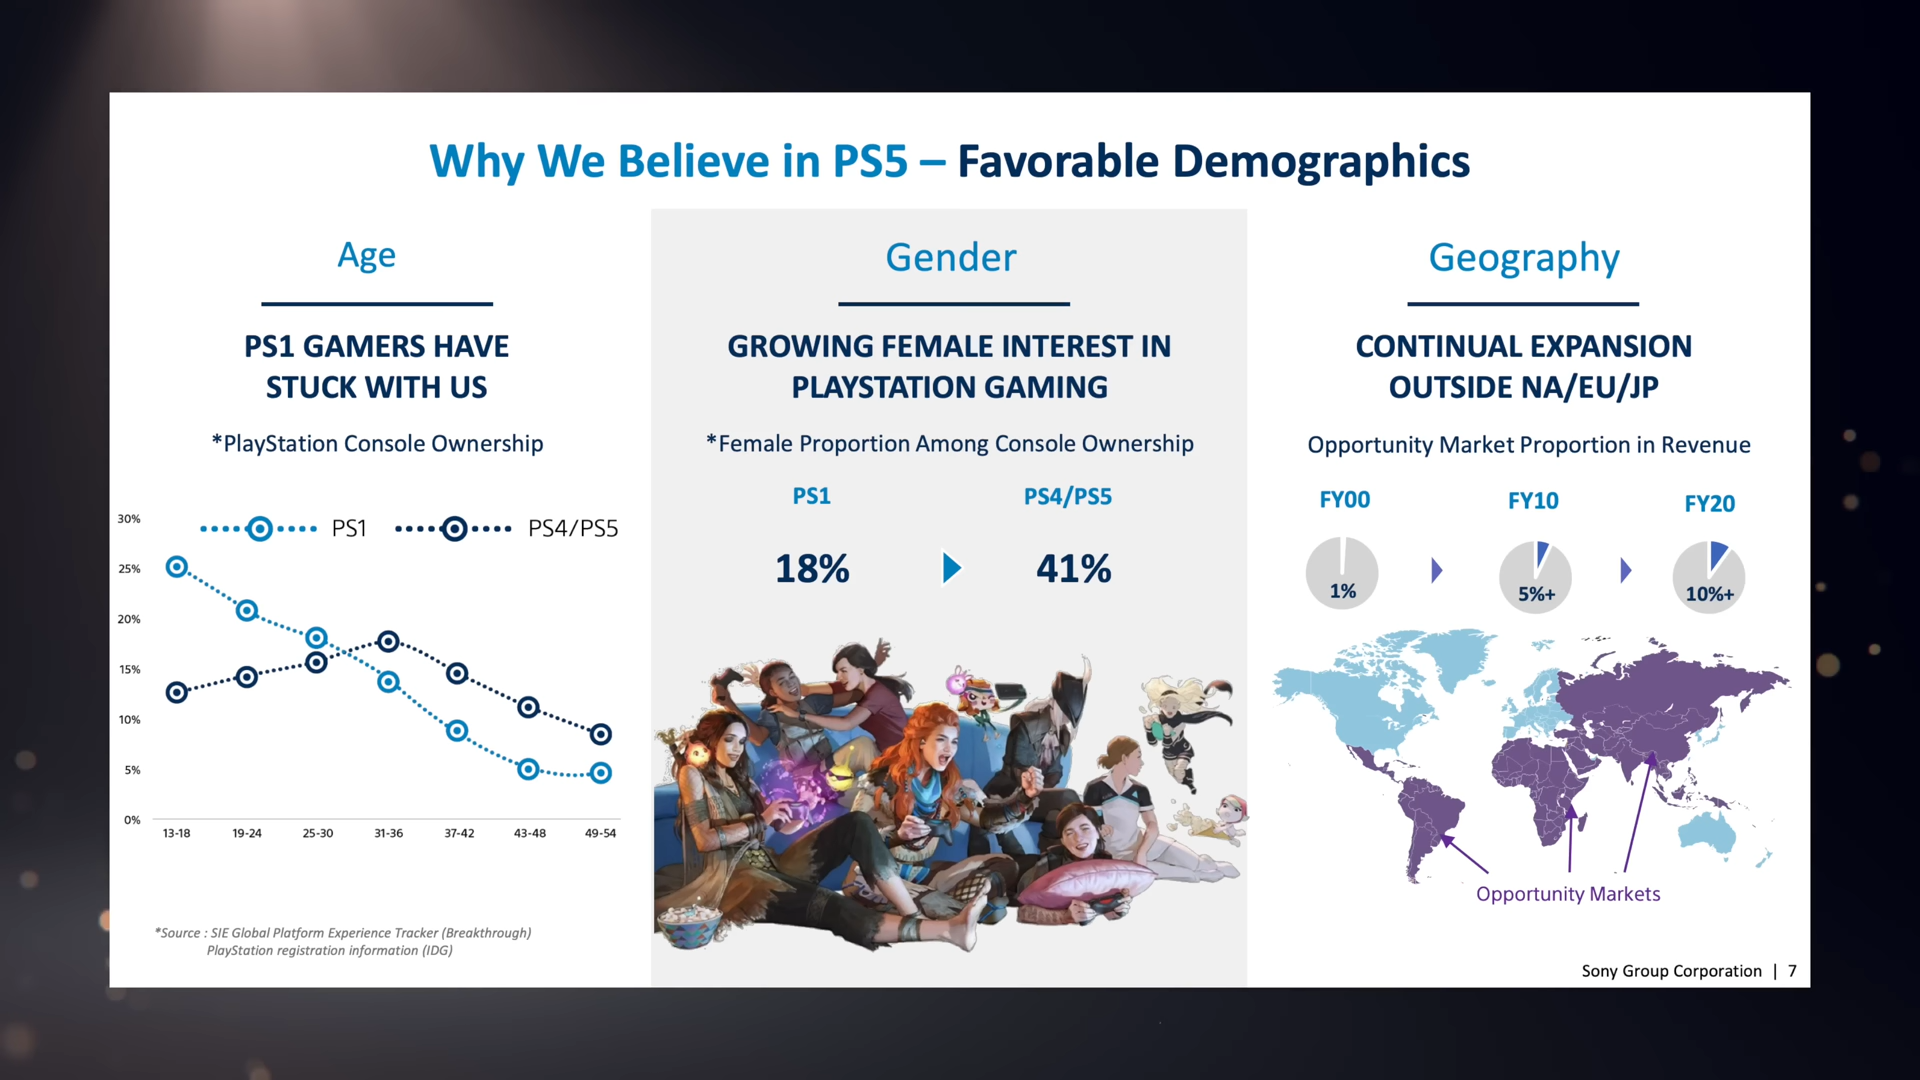 Why We Believe in PS5 – Favorable Demographics
Age
PS1 GAMERS HAVE
STUCK WITH US
*PlayStation Console Ownership
30%
PS1
PS4/PS5
25%
20%
15%
10%
5%
0%
13-18
19-24
25-30
31-36
37-42
43-48
49-54
*Source : SIE Global Platform Experience Tracker (Breakthrough)
PlayStation registration information (IDG)
Gender
GROWING FEMALE INTEREST IN
PLAYSTATION GAMING
*Female Proportion Among Console Ownership
PS1
PS4/PS5
18%
41%
Geography
CONTINUAL EXPANSION
OUTSIDE NA/EU/JP
Opportunity Market Proportion in Revenue
FY00
FY10
FY20
1%
5%+
10%+
Opportunity Markets
Sony Group Corporation | 7